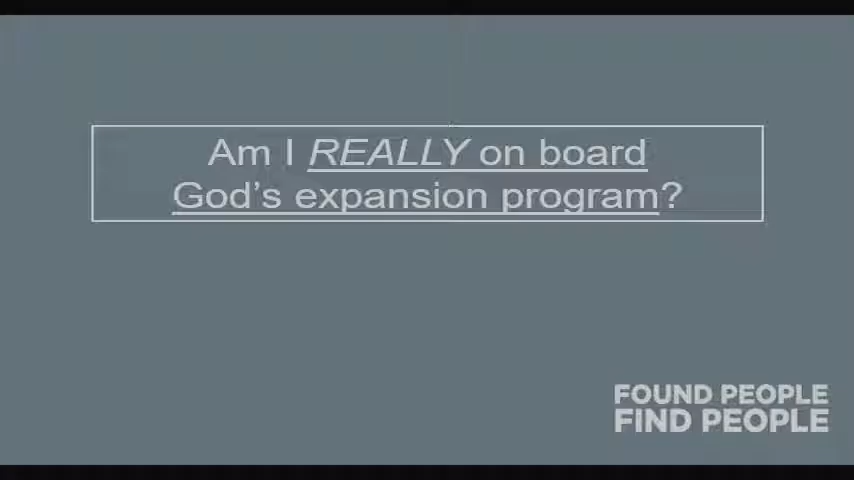 Am I REALLY on board
God's expansion program?
FOUND PEOPLE
FIND PEOPLE